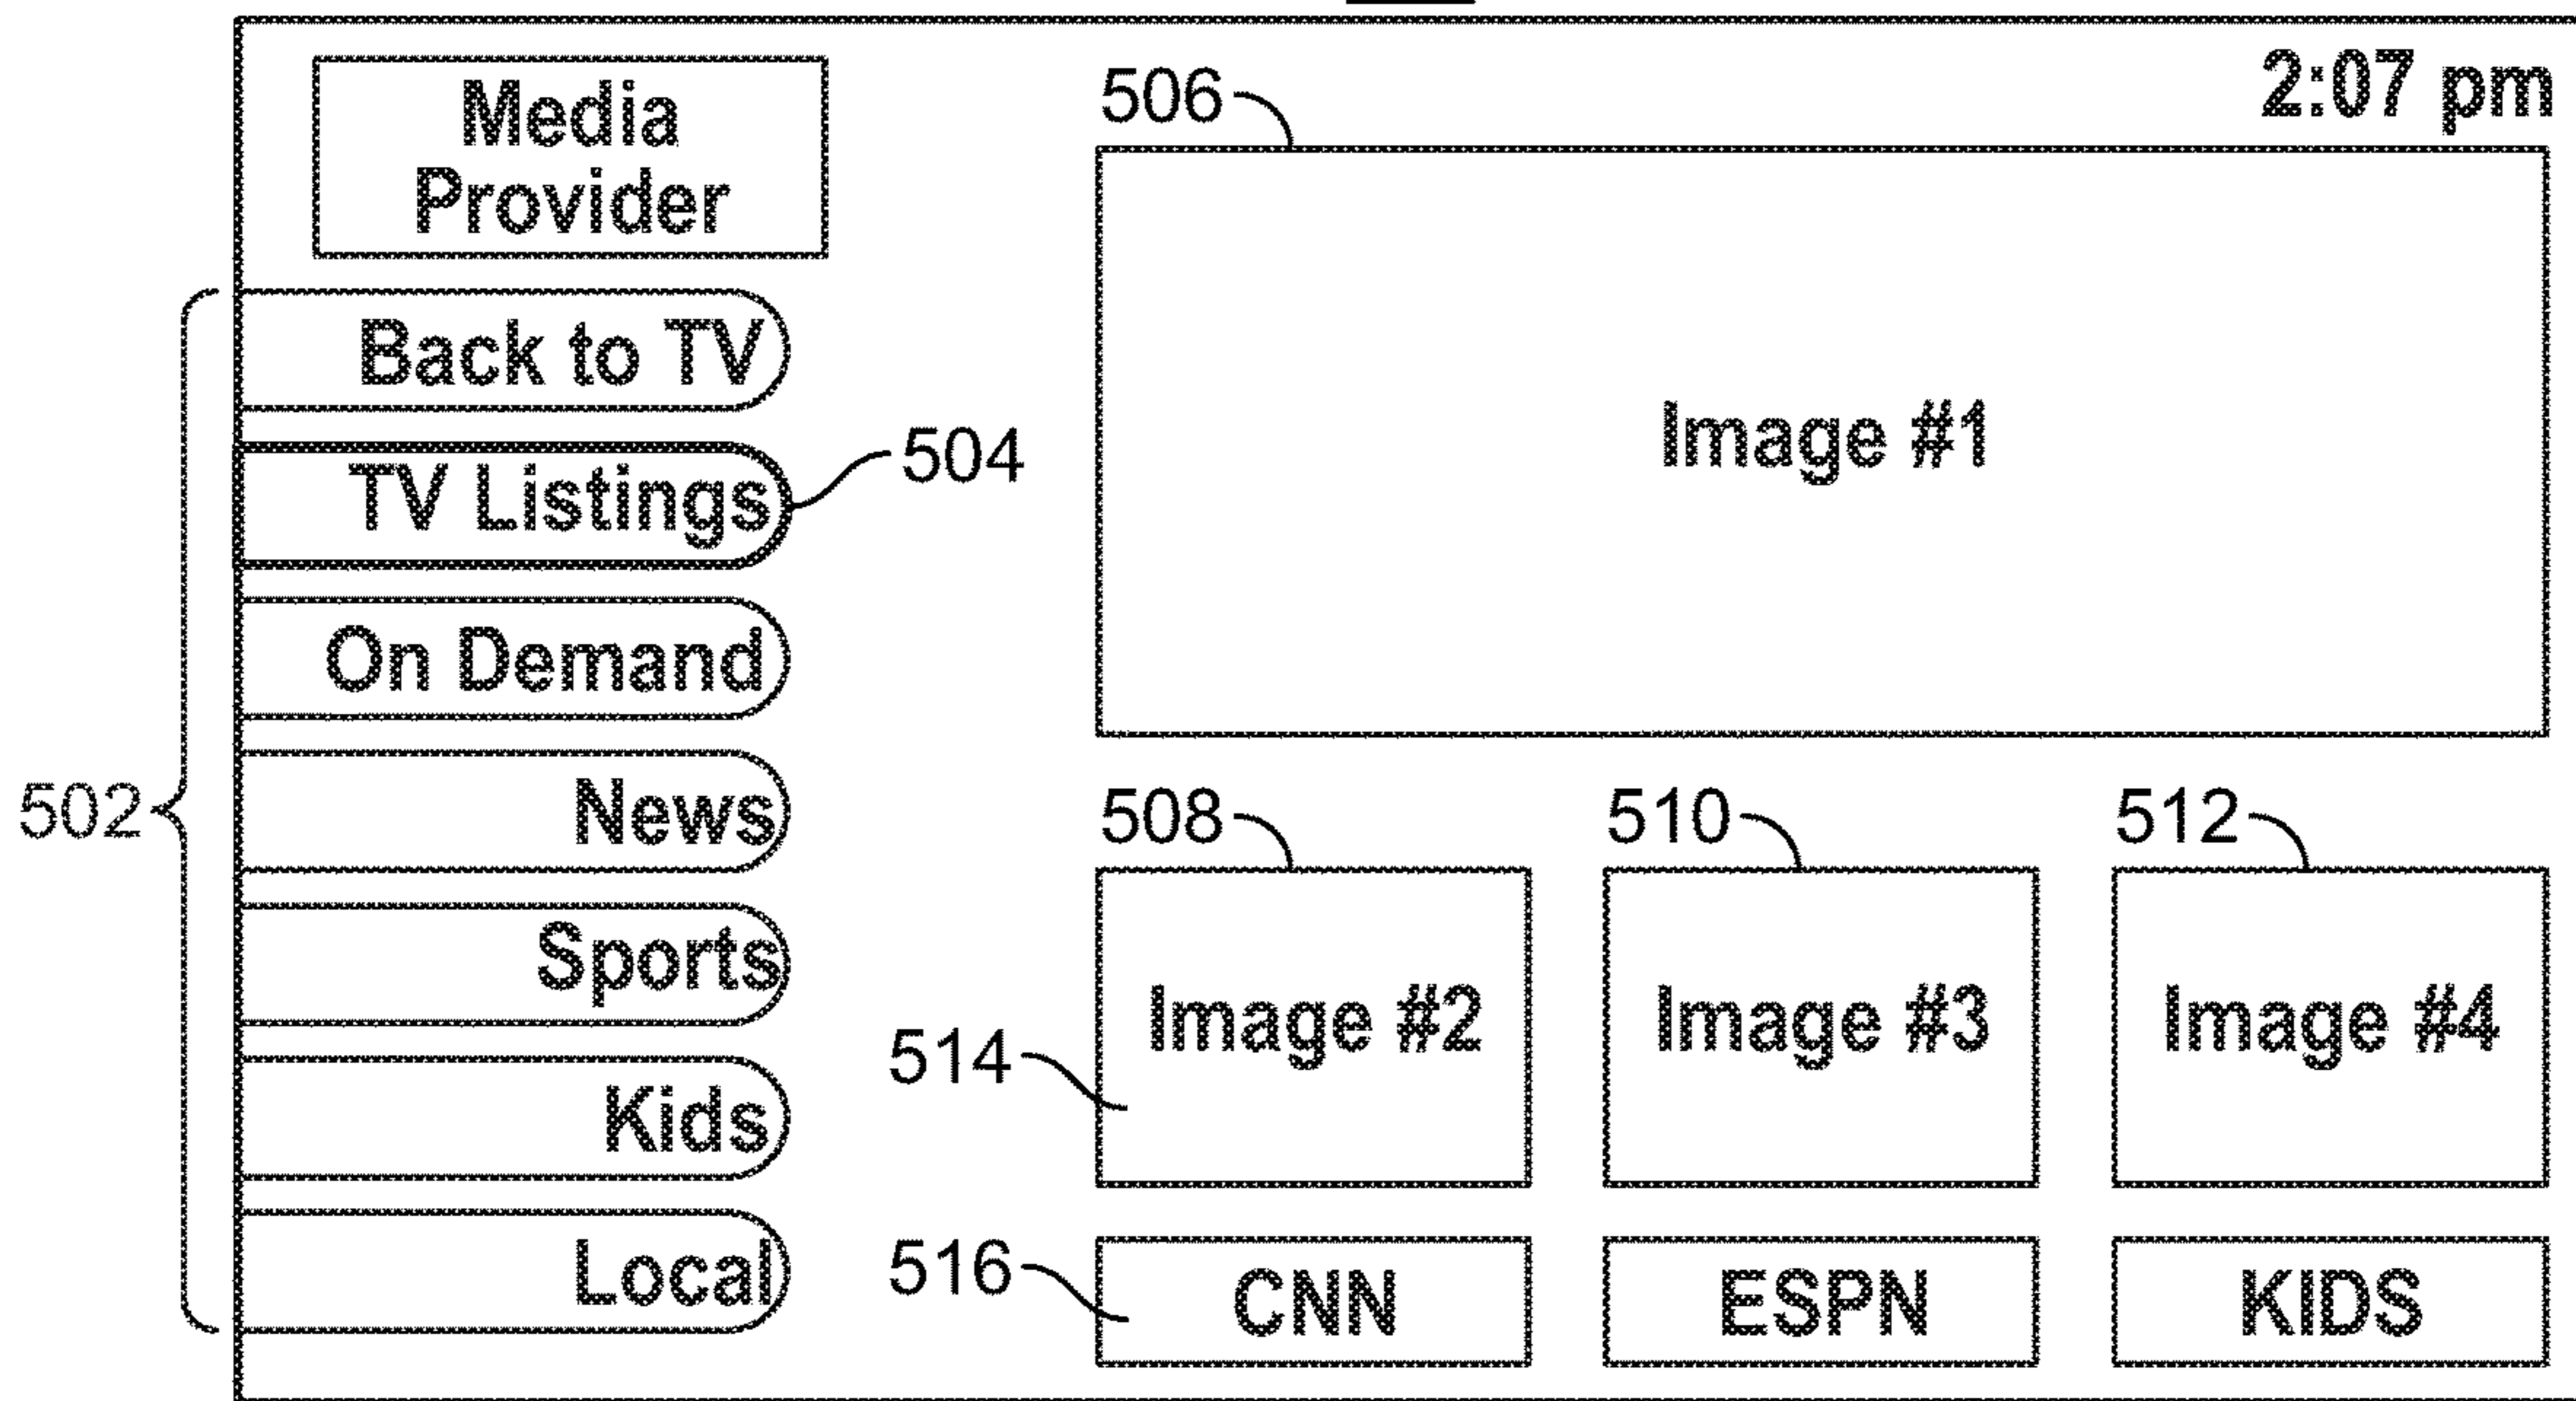 2:07 pm
Media
Provider
506
Image #1
Back to TV
TV Listings
504
On Demand
News
502
Sports
Kids
Local
508
510
512
Image #2
Image #3
Image #4
514
516
CNN
ESPN
KIDS